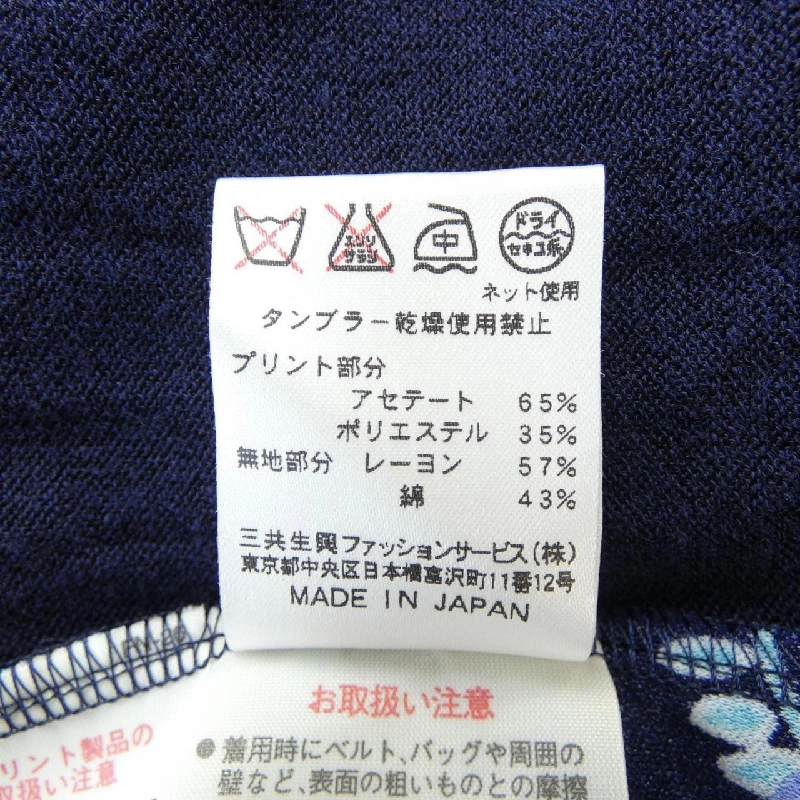 エンソ
サラシ
中
ドライ
セキユ系
ネット使用
タンブラー乾燥使用禁止
プリント部分
アセテート 65%
ポリエステル 35%
無地部分 レーヨン 57%
綿 43%
三共生興ファッションサービス(株)
東京都中央区日本橋富沢町11番12号
MADE IN JAPAN
お取扱い注意
●着用時にベルト、バッグや周囲の
壁など、表面の粗いものとの摩擦
リント製品の
取扱い注意